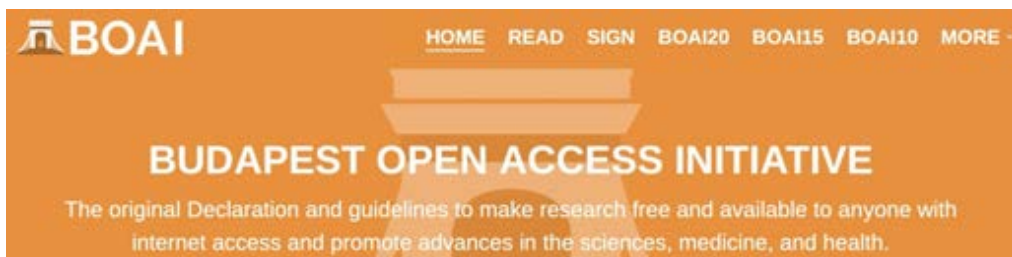 BOAI
HOME READ SIGN BOAI20 BOAI15 BOAI10 MORE
BUDAPEST OPEN ACCESS INITIATIVE
The original Declaration and guidelines to make research free and available to anyone with
internet access and promote advances in the sciences, medicine, and health.